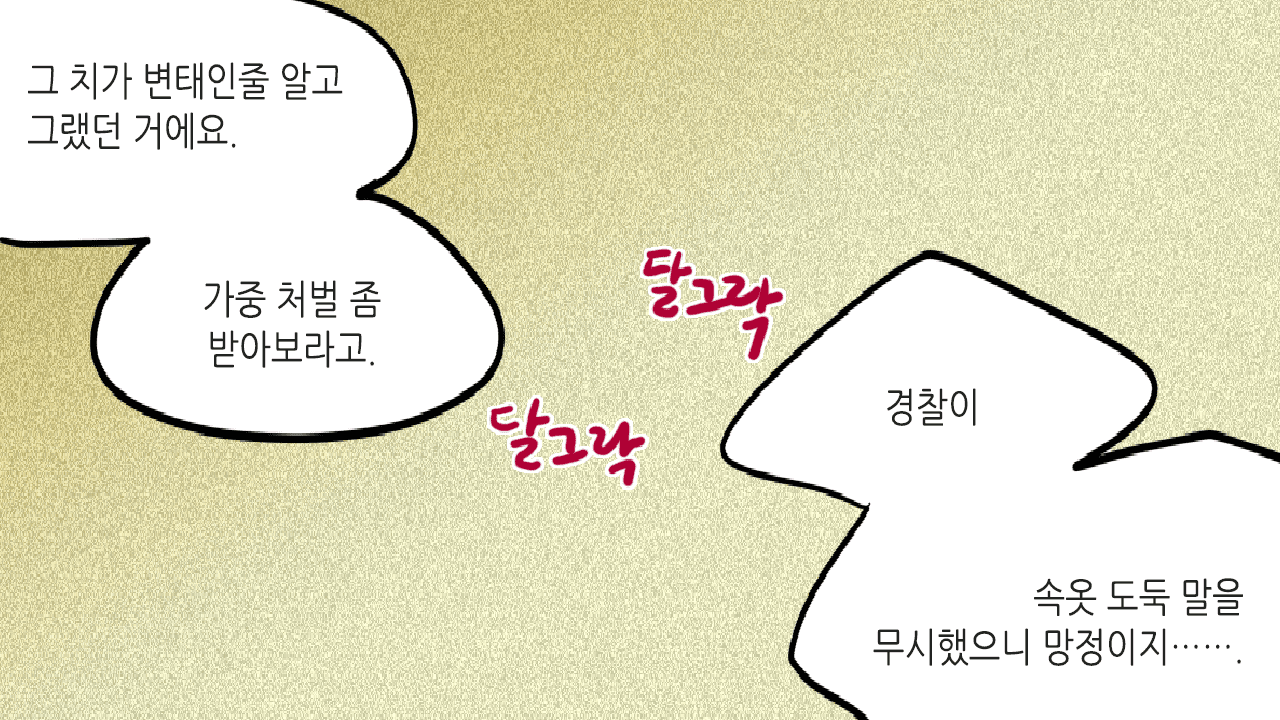 그 치가 변태인줄 알고
그랬던 거에요.
가중 처벌 좀
받아보라고.
달그락
달그락
경찰이
속옷 도둑 말을
무시했으니 망정이지…….